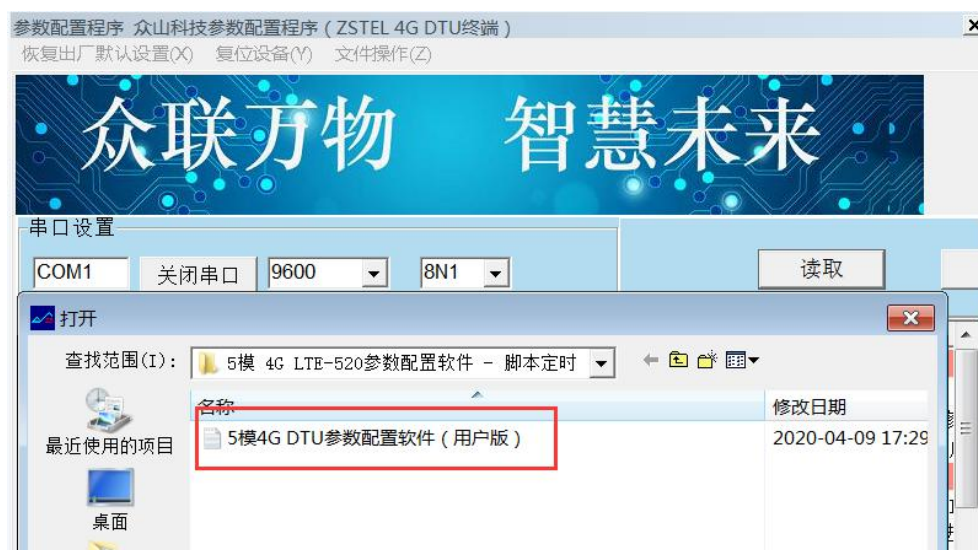 参数配置程序 众山科技参数配置程序（ZSTEL 4G DTU终端）
恢复出厂默认设置(X) 复位设备(Y) 文件操作(Z)
众联万物 智慧未来
串口设置
COM1 关闭串口 9600 8N1 读取
打开
查找范围(I): 5模 4G LTE-520参数配置软件 - 脚本定时
名称 修改日期
5模4G DTU参数配置软件（用户版） 2020-04-09 17:29
最近使用的项目
桌面